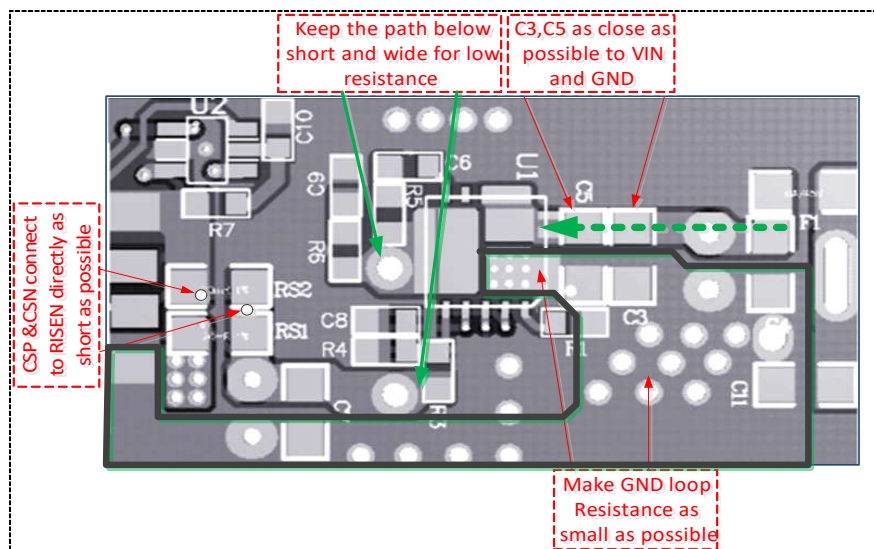 Keep the path below
short and wide for low
resistance
C3,C5 as close as
possible to VIN
and GND
U2
C10
C6
U1
C9
R5
C5
F1
R7
R6
CSP &CSN connect
to RISEN directly as
short as possible
RS2
RS1
C8
C3
R4
R1
R3
C11
Make GND loop
Resistance as
small as possible